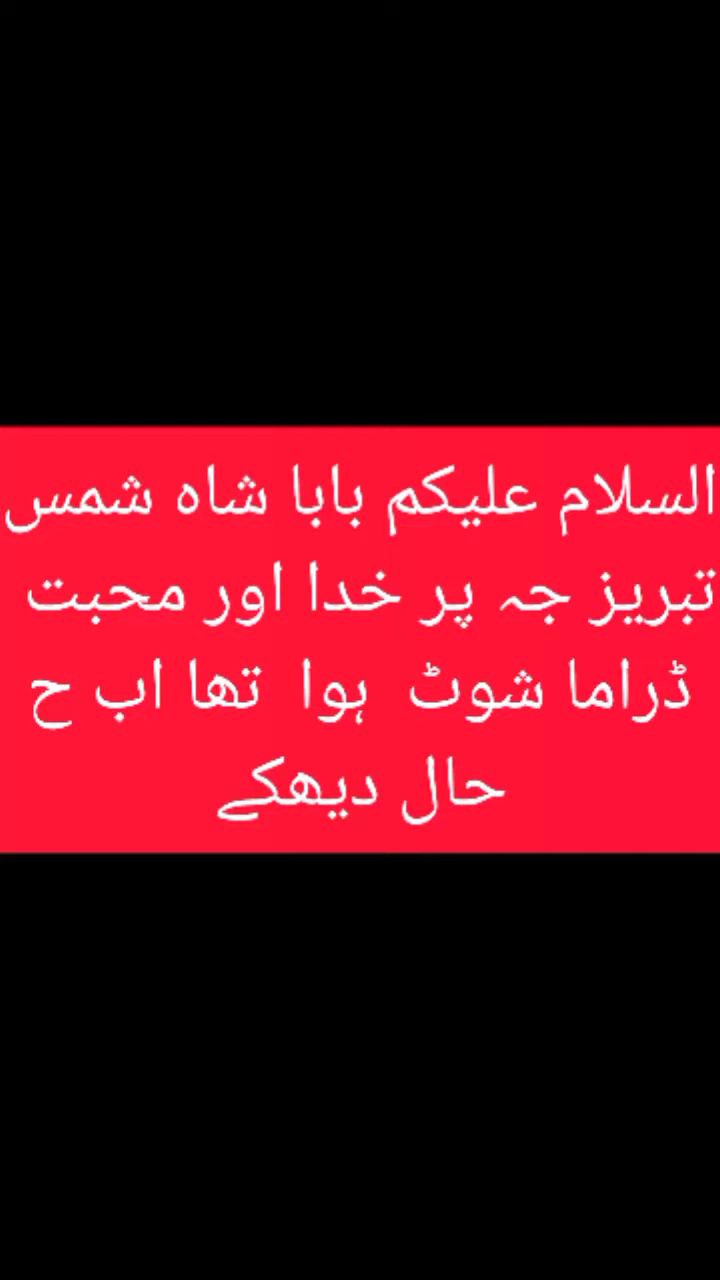 السلام علیکم بابا شاہ شمس
تبریز جہ پر خدا اور محبت
ڈراما شوٹ ہوا تھا اب ح
حال دیھکے